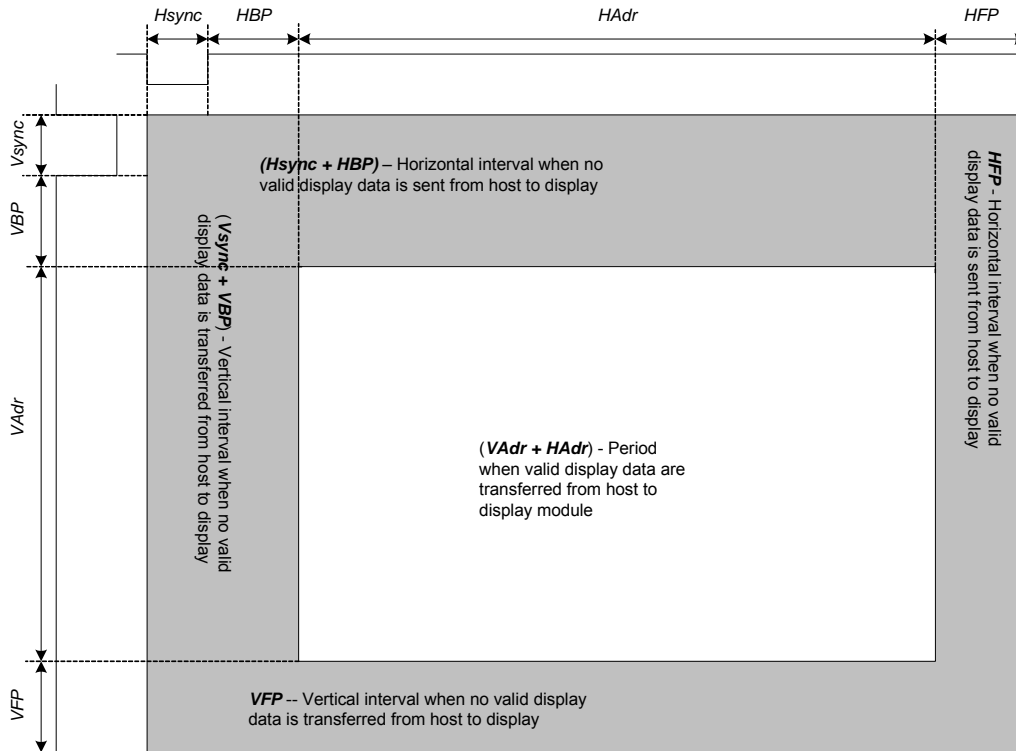 Hsync
HBP
HAdr
HFP
Vsync
VBP
VAdr
VFP
(Hsync + HBP) – Horizontal interval when no
valid display data is sent from host to display
(Vsync + VBP) - Vertical interval when no valid
display data is transferred from host to display
HFP - Horizontal interval when no valid
display data is sent from host to display
(VAdr + HAdr) - Period
when valid display data are
transferred from host to
display module
VFP -- Vertical interval when no valid display
data is transferred from host to display